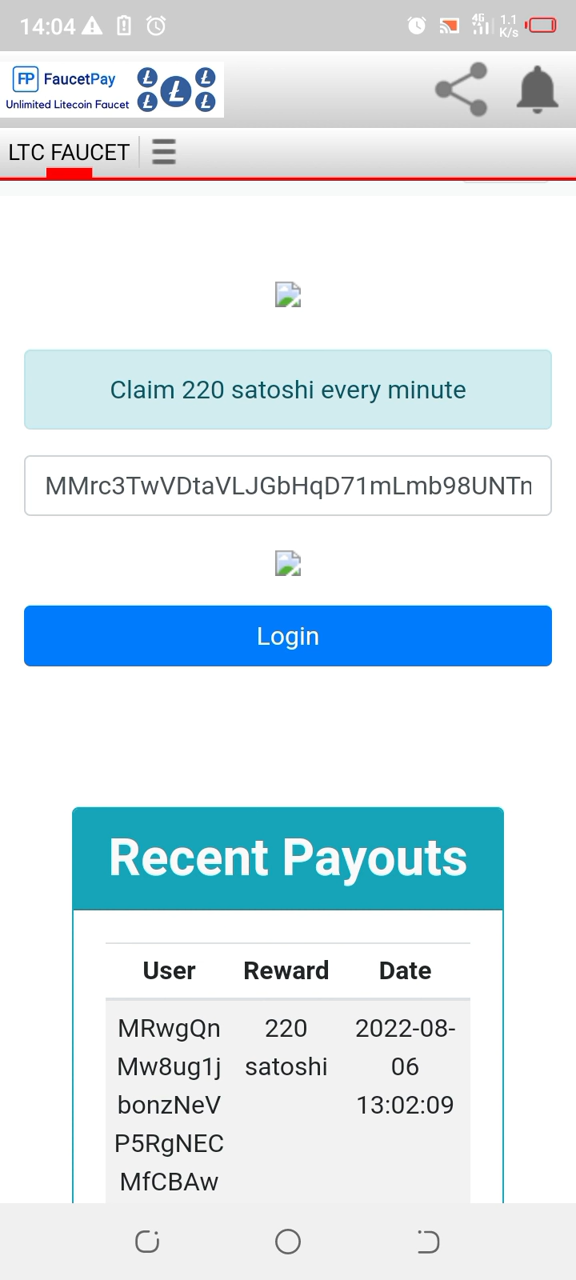 14:04
4G 1.1 K/s
FP FaucetPay
Unlimited Litecoin Faucet
LTC FAUCET
Claim 220 satoshi every minute
MMrc3TwVDtaVLJGbHqD71mLmb98UNTn
Login
Recent Payouts
User Reward Date
MRwgQn 220 2022-08-
Mw8ug1j satoshi 06
bonzNeV 13:02:09
P5RgNEC
MfCBAw